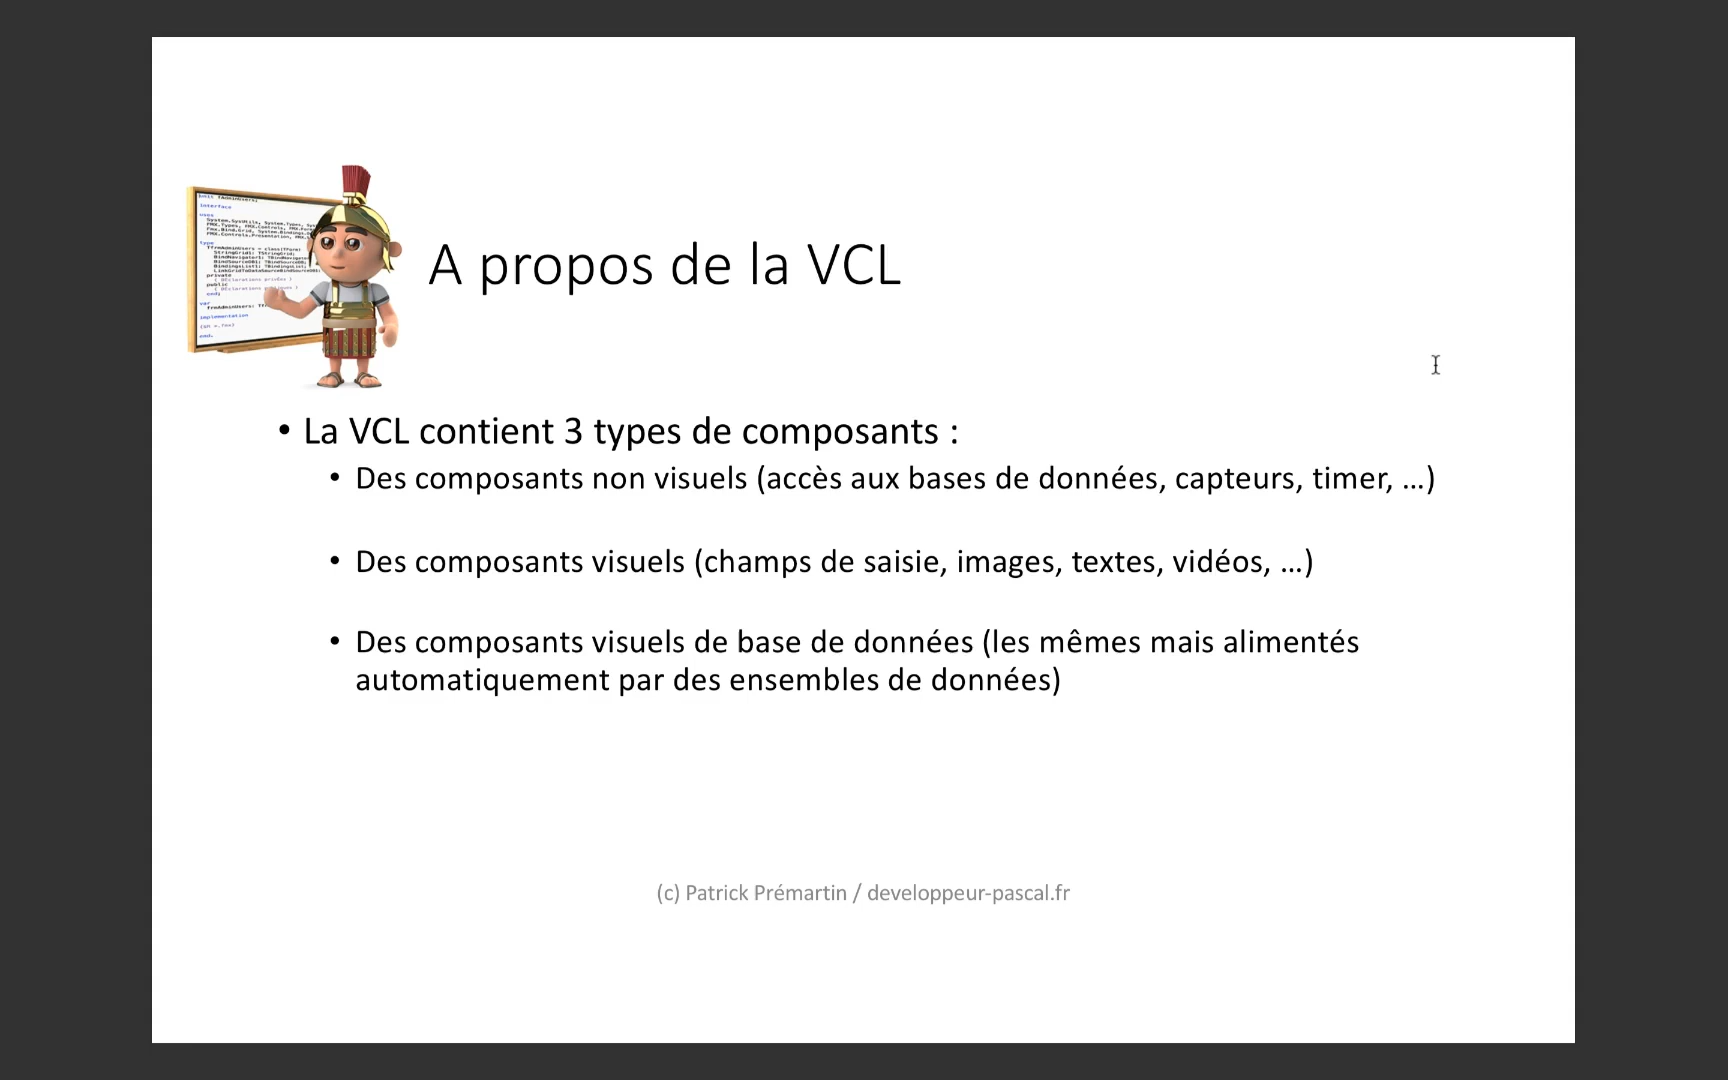 A propos de la VCL
• La VCL contient 3 types de composants :
• Des composants non visuels (accès aux bases de données, capteurs, timer, ...)
• Des composants visuels (champs de saisie, images, textes, vidéos, ...)
• Des composants visuels de base de données (les mêmes mais alimentés
automatiquement par des ensembles de données)
(c) Patrick Prémartin / developpeur-pascal.fr